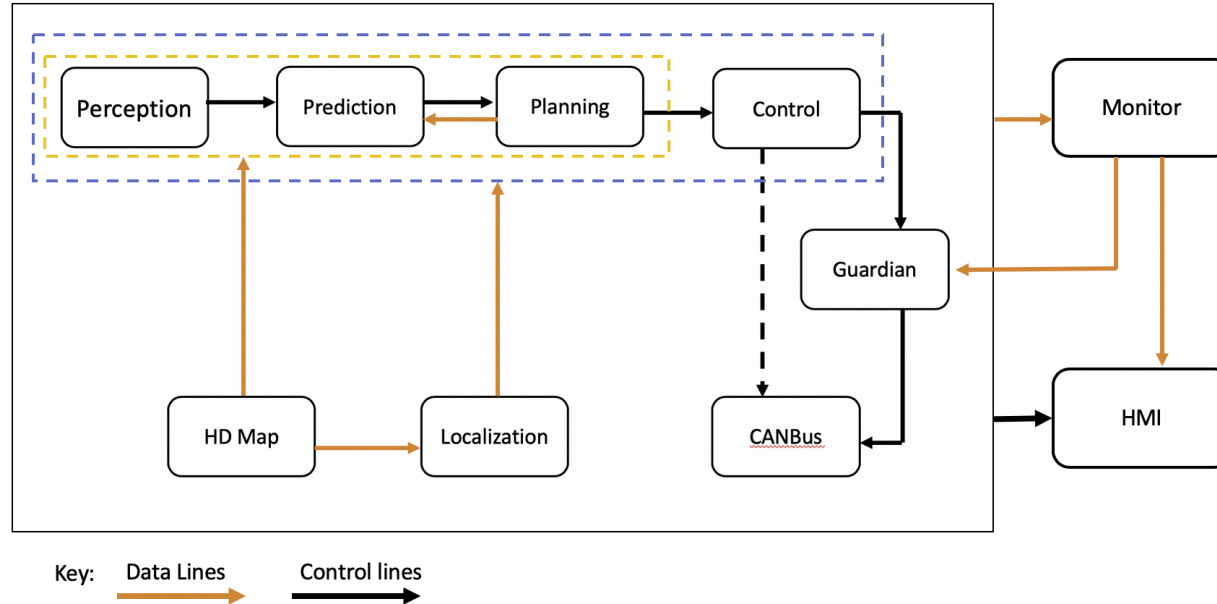 Perception
Prediction
Planning
Control
Monitor
Guardian
HD Map
Localization
CANBus
HMI
Key:
Data Lines
Control lines